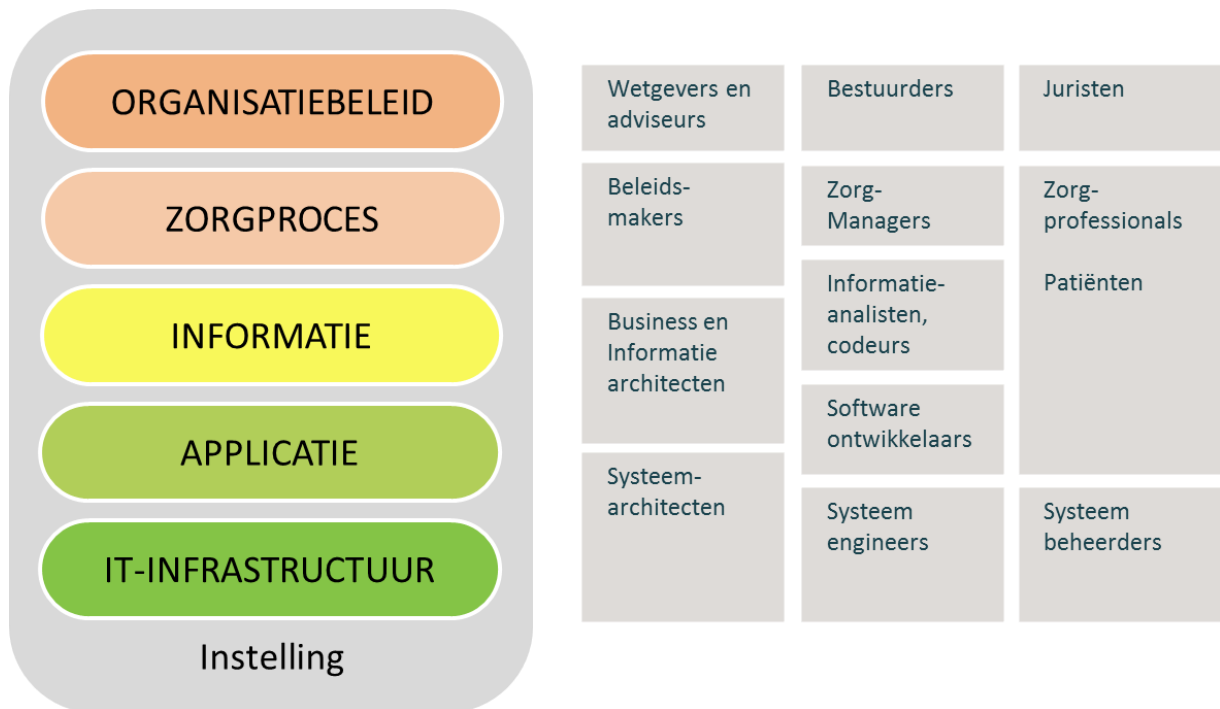 ORGANISATIEBELEID
ZORGPROCES
INFORMATIE
APPLICATIE
IT-INFRASTRUCTUUR
Instelling
Wetgevers en
adviseurs
Bestuurders
Juristen
Beleids-
makers
Zorg-
Managers
Zorg-
professionals
Patiënten
Business en
Informatie
architecten
Informatie-
analisten,
codeurs
Software
ontwikkelaars
Systeem-
architecten
Systeem
engineers
Systeem
beheerders